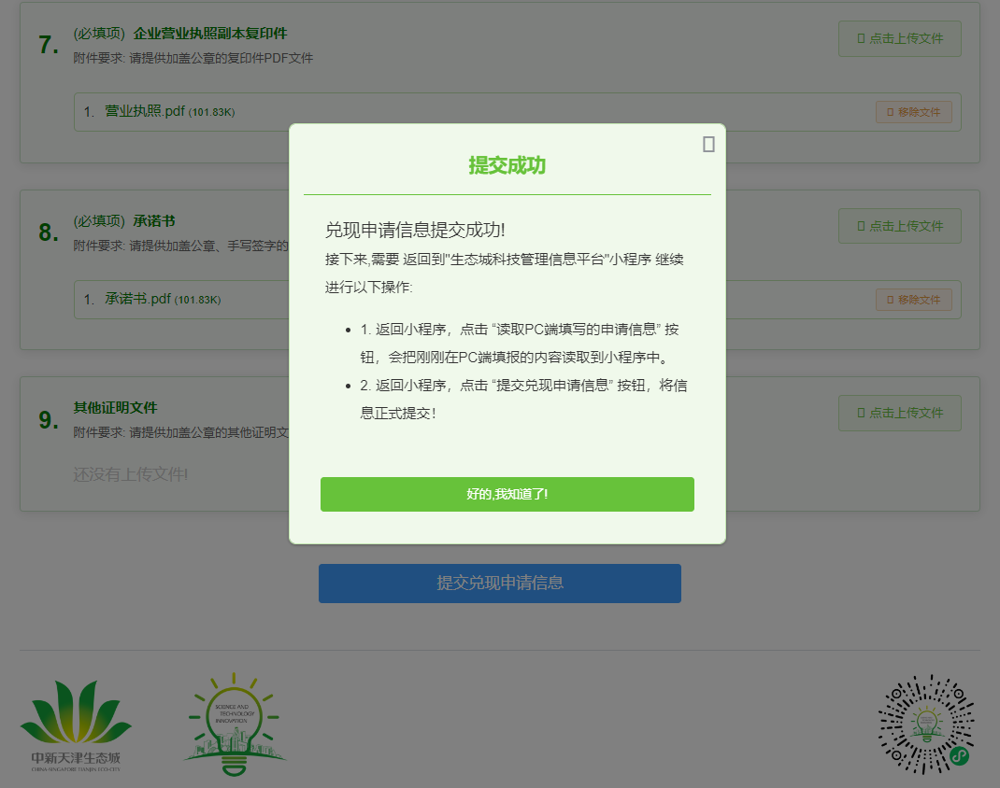 7.
(必填项) 企业营业执照副本复印件
附件要求: 请提供加盖公章的复印件PDF文件
点击上传文件
1. 营业执照.pdf (101.83K)
移除文件
提交成功
兑现申请信息提交成功!
接下来,需要 返回到"生态城科技管理信息平台"小程序 继续
进行以下操作:
1. 返回小程序，点击 “读取PC端填写的申请信息” 按
钮，会把刚刚在PC端填报的内容读取到小程序中。
2. 返回小程序，点击 “提交兑现申请信息” 按钮，将信
息正式提交！
好的,我知道了!
8.
(必填项) 承诺书
附件要求: 请提供加盖公章、手写签字的
点击上传文件
1. 承诺书.pdf (101.83K)
移除文件
9.
其他证明文件
附件要求: 请提供加盖公章的其他证明文
点击上传文件
还没有上传文件!
提交兑现申请信息
中新天津生态城
CHINA-SINGAPORE TIANJIN ECO-CITY
SCIENCE AND
TECHNOLOGY
INNOVATION